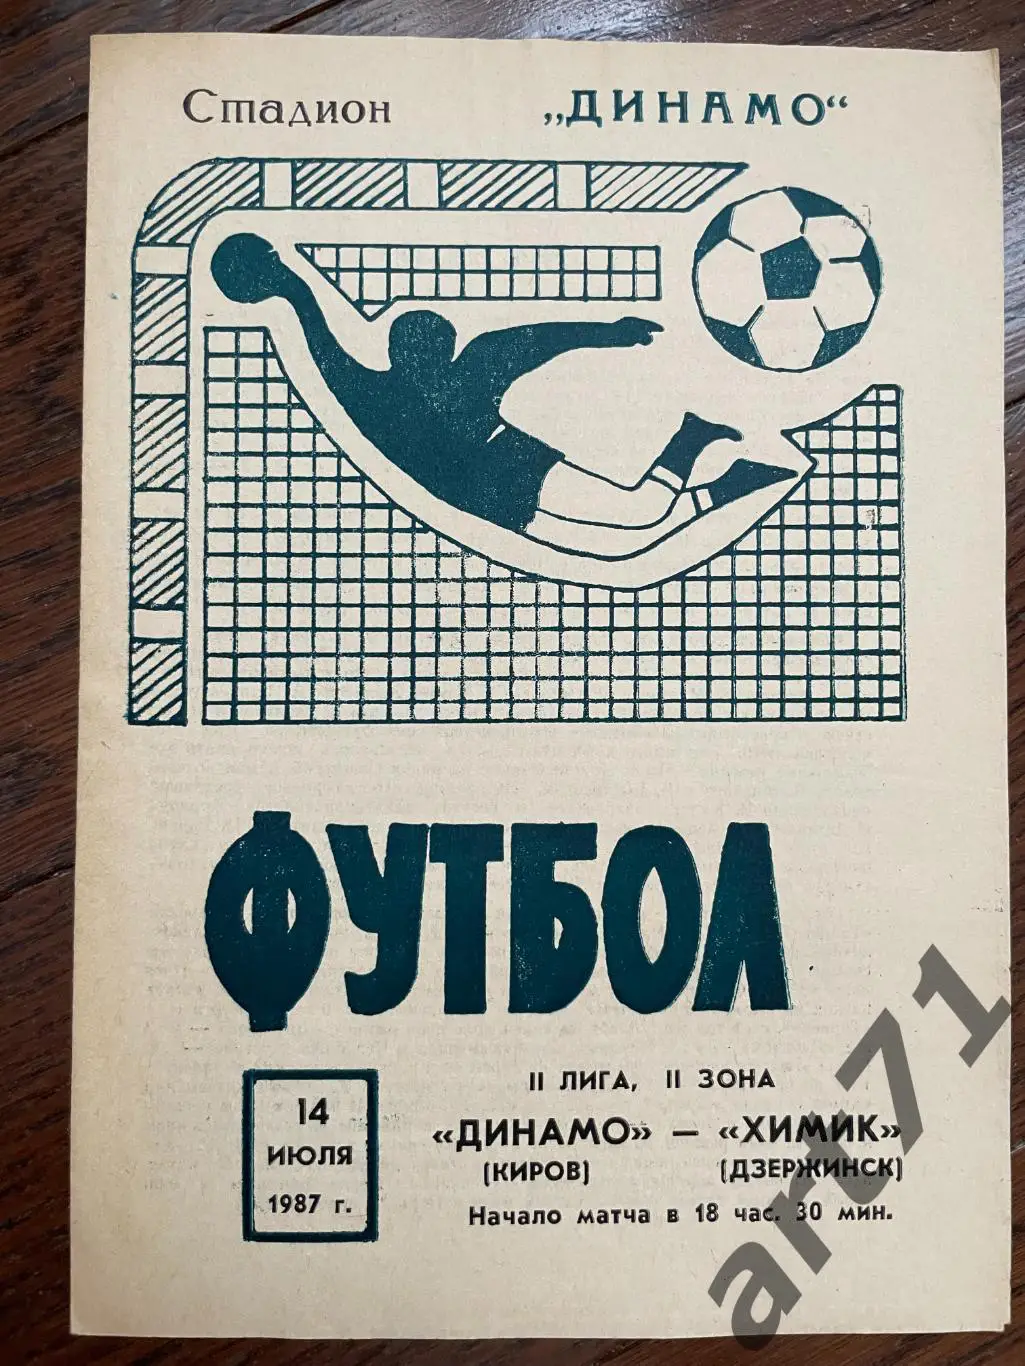 Стадион „ДИНАМО“
ФУТБОЛ
14
ИЮЛЯ
1987 г.
II ЛИГА, II ЗОНА
«ДИНАМО» — «ХИМИК»
(КИРОВ) (ДЗЕРЖИНСК)
Начало матча в 18 час. 30 мин.
art71